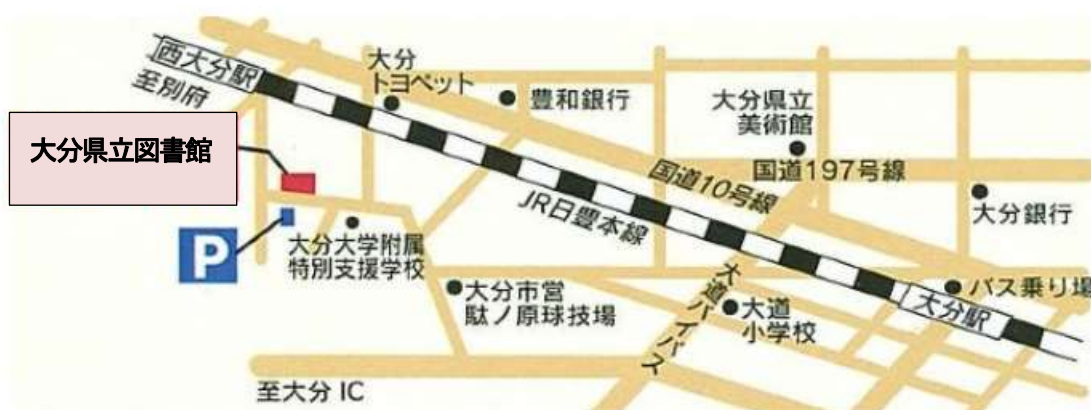 西大分駅
至別府
大分
トヨペット
豊和銀行
大分県立
美術館
大分県立図書館
国道10号線
国道197号線
JR日豊本線
大分銀行
P
大分大学附属
特別支援学校
大分市営
駄ノ原球技場
大道バイパス
大道
小学校
バス乗り場
大分駅
至大分 IC